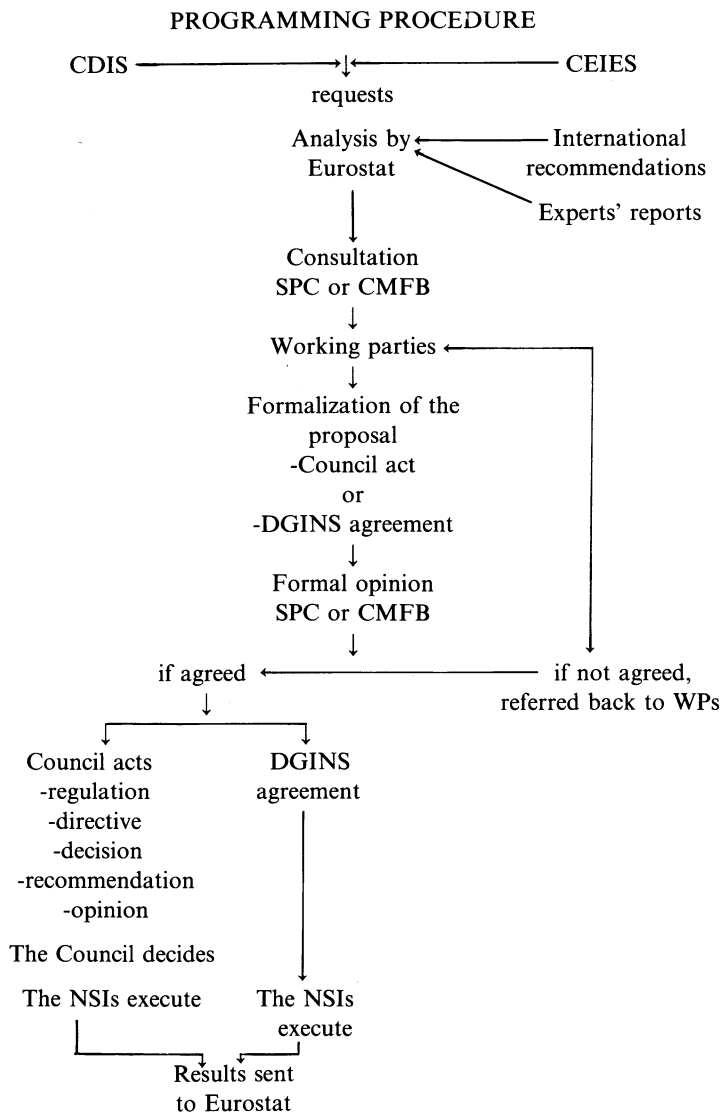 PROGRAMMING PROCEDURE
CDIS
CEIES
requests
Analysis by
Eurostat
International
recommendations
Experts' reports
Consultation
SPC or CMFB
Working parties
Formalization of the
proposal
-Council act
or
-DGINS agreement
Formal opinion
SPC or CMFB
if agreed
if not agreed,
referred back to WPs
Council acts
-regulation
-directive
-decision
-recommendation
-opinion
DGINS
agreement
The Council decides
The NSIs execute
The NSIs
execute
Results sent
to Eurostat